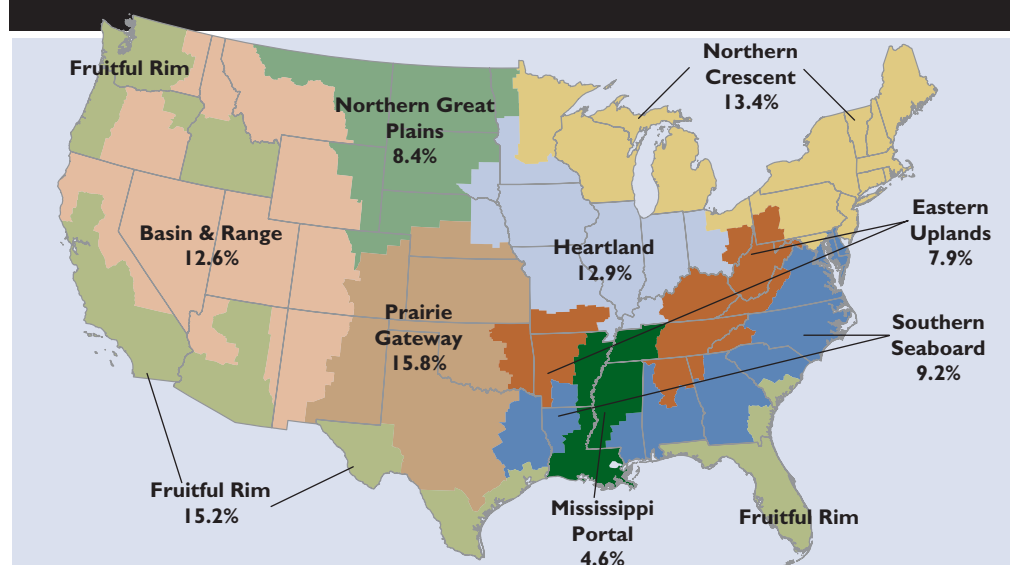 Fruitful Rim
Northern
Crescent
13.4%
Northern Great
Plains
8.4%
Eastern
Uplands
7.9%
Basin & Range
12.6%
Heartland
12.9%
Prairie
Gateway
15.8%
Southern
Seaboard
9.2%
Fruitful Rim
15.2%
Mississippi
Portal
4.6%
Fruitful Rim